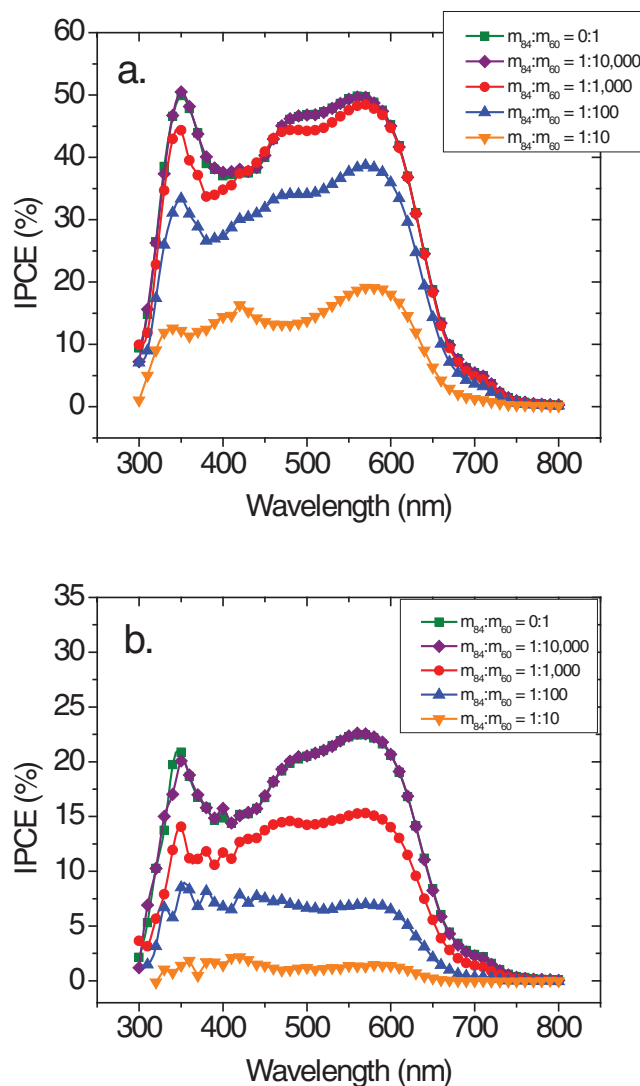 a.
m84:m60 = 0:1
m84:m60 = 1:10,000
m84:m60 = 1:1,000
m84:m60 = 1:100
m84:m60 = 1:10
60
50
40
30
20
10
0
IPCE (%)
300 400 500 600 700 800
Wavelength (nm)
b.
m84:m60 = 0:1
m84:m60 = 1:10,000
m84:m60 = 1:1,000
m84:m60 = 1:100
m84:m60 = 1:10
35
30
25
20
15
10
5
0
IPCE (%)
300 400 500 600 700 800
Wavelength (nm)